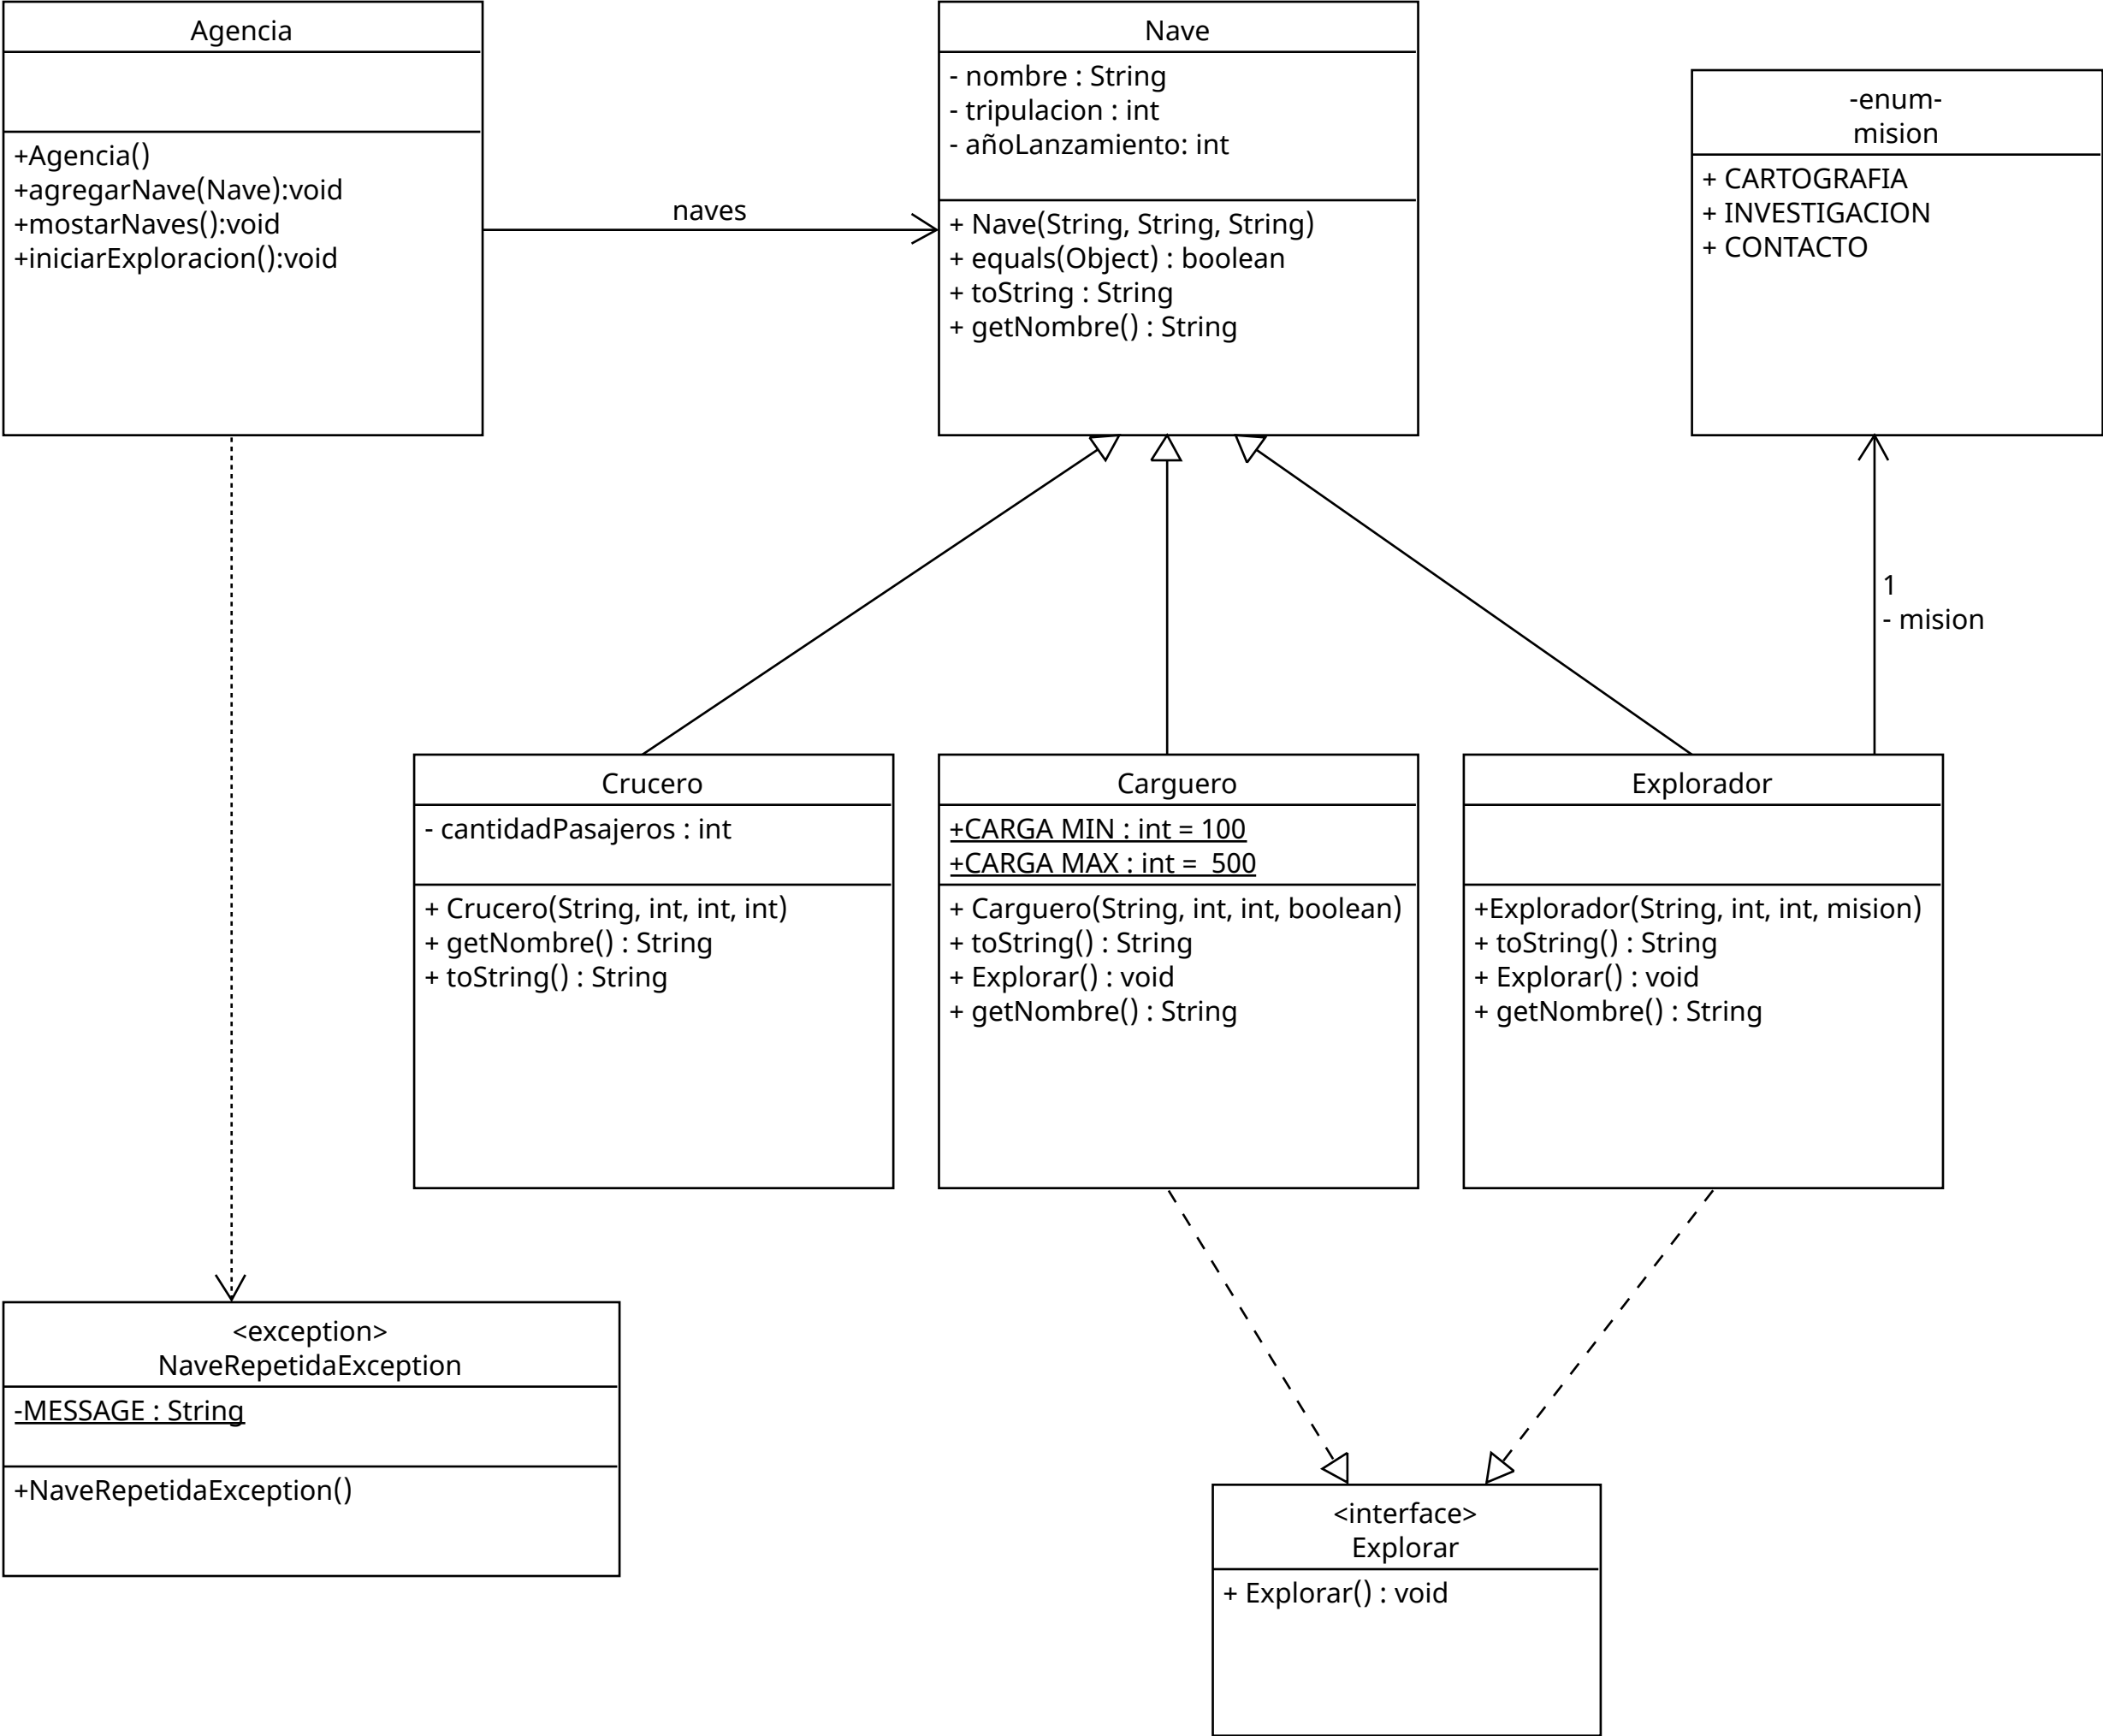 Agencia
+Agencia()
+agregarNave(Nave):void
+mostarNaves():void
+iniciarExploracion():void
naves
Nave
- nombre : String
- tripulacion : int
- añoLanzamiento: int
+ Nave(String, String, String)
+ equals(Object) : boolean
+ toString : String
+ getNombre() : String
-enum-
mision
+ CARTOGRAFIA
+ INVESTIGACION
+ CONTACTO
1
- mision
Crucero
- cantidadPasajeros : int
+ Crucero(String, int, int, int)
+ getNombre() : String
+ toString() : String
Carguero
+CARGA MIN : int = 100
+CARGA MAX : int =  500
+ Carguero(String, int, int, boolean)
+ toString() : String
+ Explorar() : void
+ getNombre() : String
Explorador
+Explorador(String, int, int, mision)
+ toString() : String
+ Explorar() : void
+ getNombre() : String
<exception>
NaveRepetidaException
-MESSAGE : String
+NaveRepetidaException()
<interface>
Explorar
+ Explorar() : void